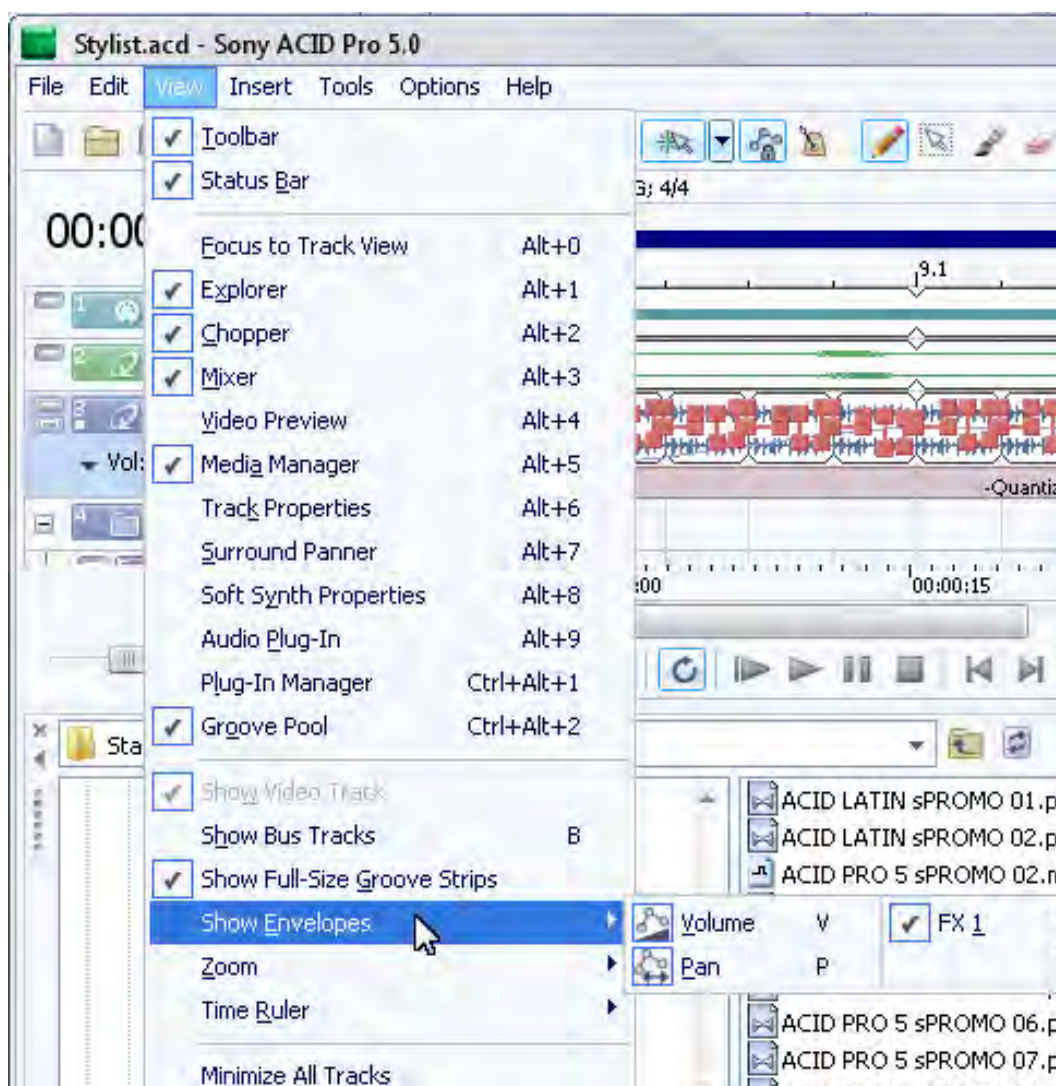 Stylist.acd - Sony ACID Pro 5.0
File Edit View Insert Tools Options Help
Toolbar
Status Bar
4/4
00:00
Focus to Track View Alt+0
9.1
Explorer Alt+1
1
Chopper Alt+2
2
Mixer Alt+3
3
Video Preview Alt+4
Vol:
Media Manager Alt+5
Track Properties Alt+6
-Quantiz
4
Surround Panner Alt+7
Soft Synth Properties Alt+8
:00 00:00:15
Audio Plug-In Alt+9
Plug-In Manager Ctrl+Alt+1
Groove Pool Ctrl+Alt+2
Sta
Show Video Track
ACID LATIN sPROMO 01.p
Show Bus Tracks B
ACID LATIN sPROMO 02.p
Show Full-Size Groove Strips
ACID PRO 5 sPROMO 02.m
Show Envelopes
Volume V FX 1
Zoom
Pan P
Time Ruler
ACID PRO 5 sPROMO 06.p
ACID PRO 5 sPROMO 07.p
Minimize All Tracks